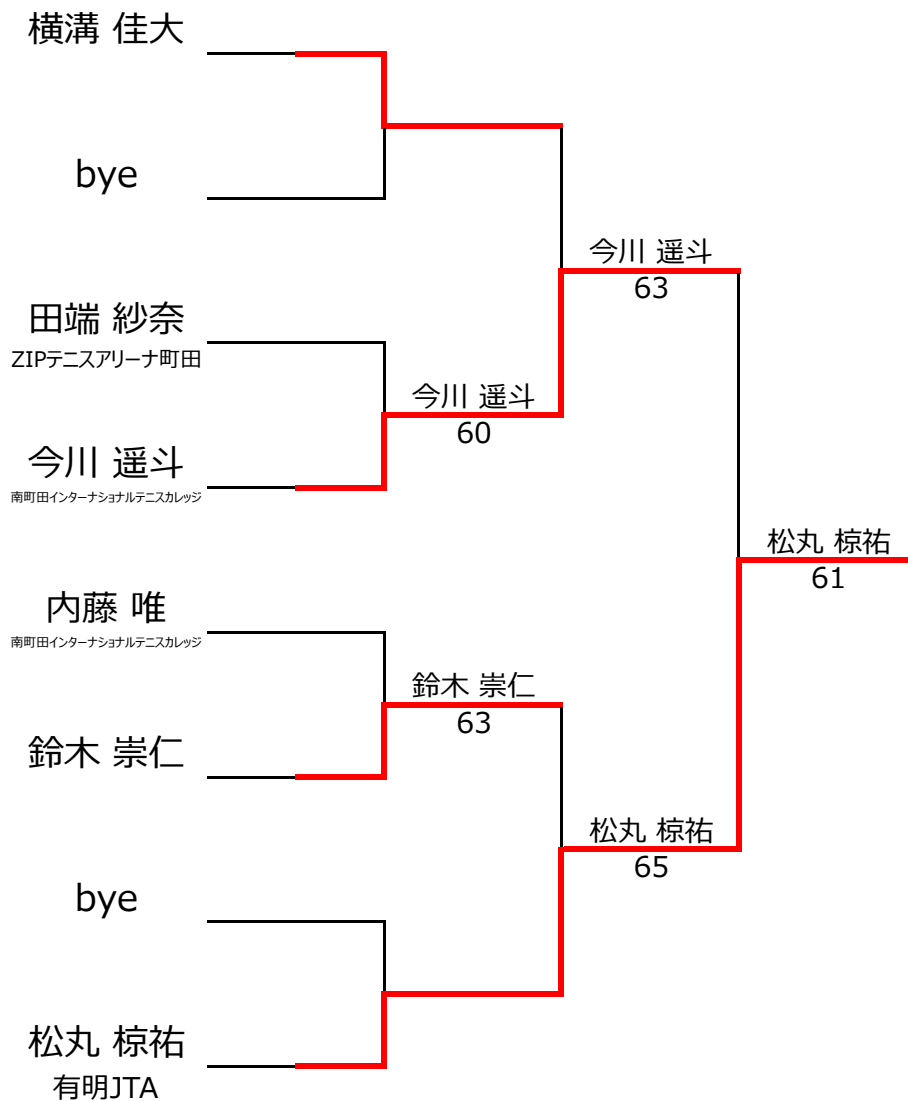 横溝 佳大
bye
田端 紗奈
ZIPテニスアリーナ町田
今川 遥斗
南町田インターナショナルテニスカレッジ
内藤 唯
南町田インターナショナルテニスカレッジ
鈴木 崇仁
bye
松丸 椋祐
有明JTA
今川 遥斗
60
鈴木 崇仁
63
今川 遥斗
63
松丸 椋祐
65
松丸 椋祐
61